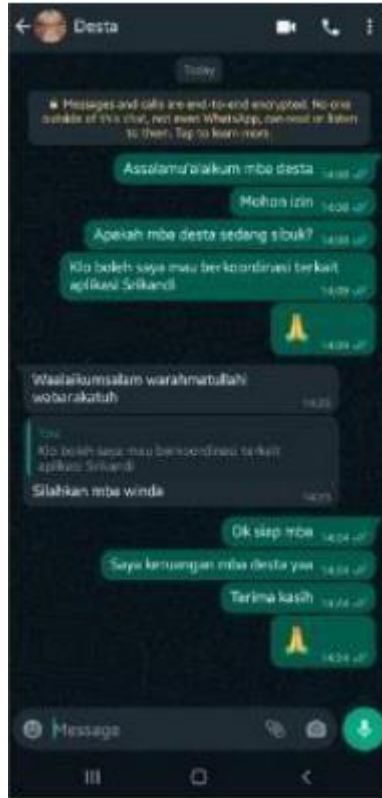 Desta
Today
Messages and calls are end-to-end encrypted. No one
outside of this chat, not even WhatsApp, can read or listen
to them. Tap to learn more.
Assalamu'alaikum mba desta
Mohon izin
Apakah mba desta sedang sibuk?
Klo boleh saya mau berkoordinasi terkait
aplikasi Srikandi
🙏
Waalaikumsalam warahmatullahi
wabarakatuh
You
Klo boleh saya mau berkoordinasi terkait
aplikasi Srikandi
Silahkan mba winda
Ok siap mba
Saya keruangan mba desta yaa
Terima kasih
🙏
Message